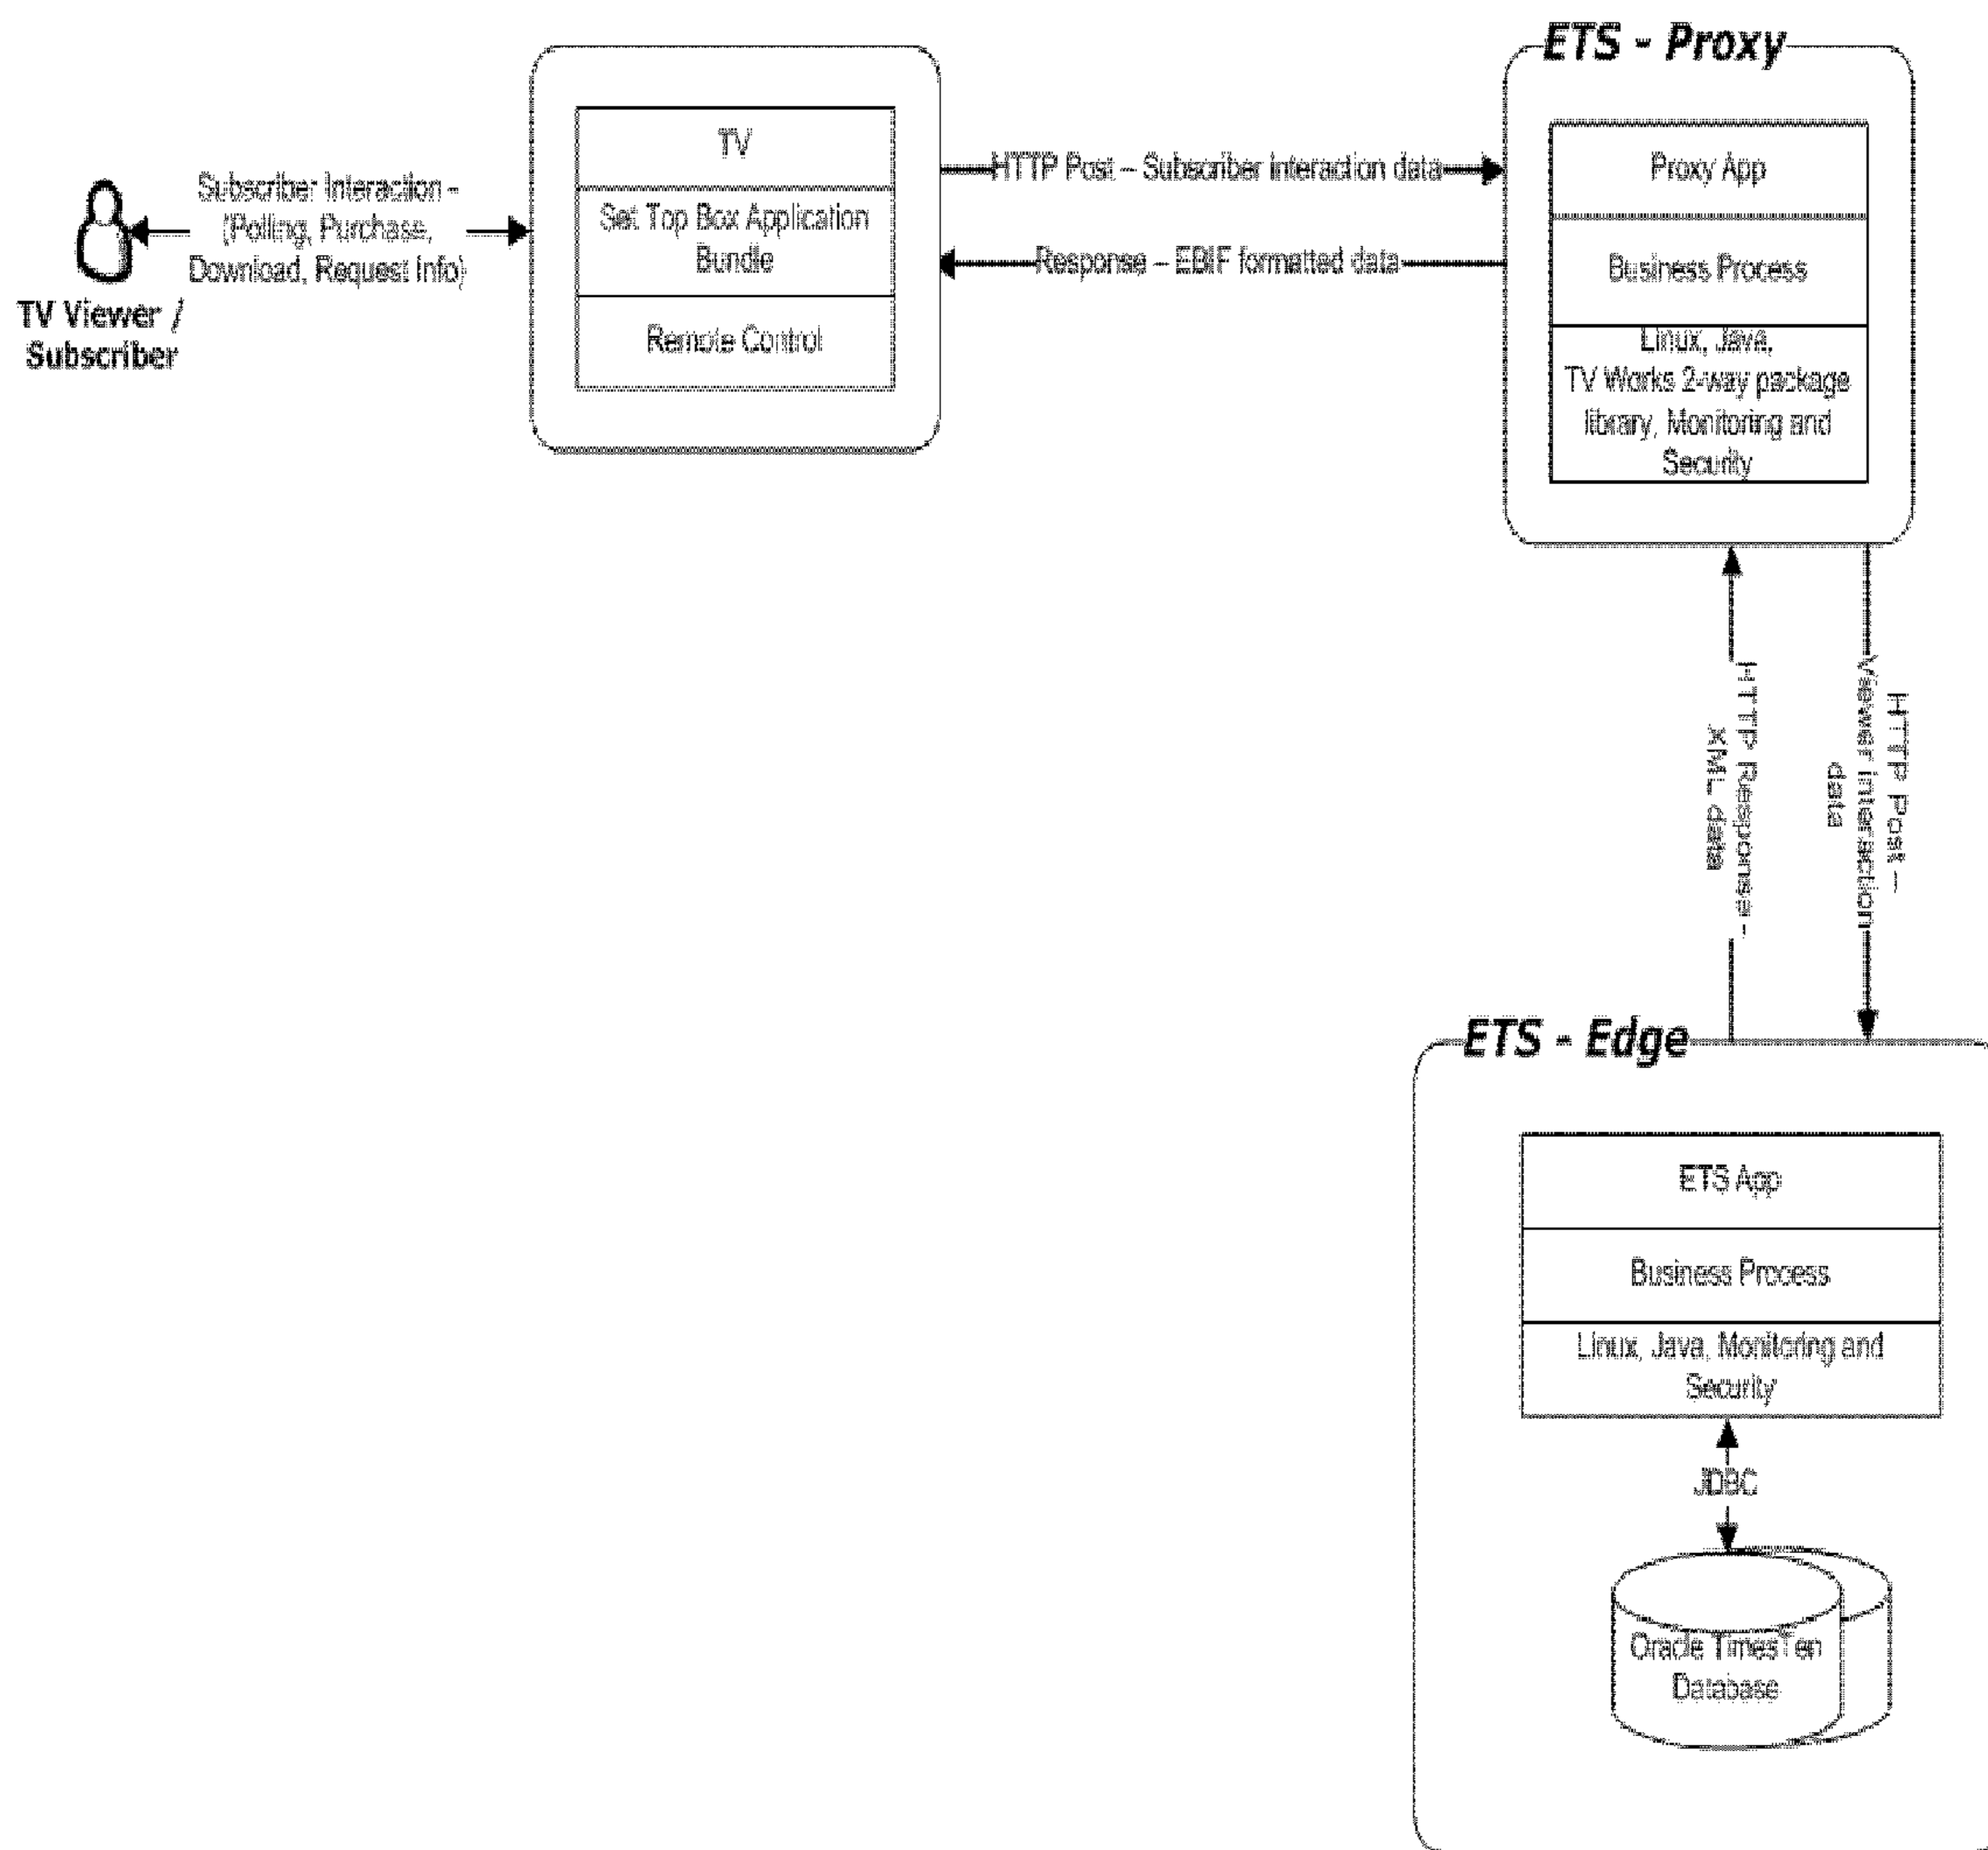 ETS - Proxy
TV
Set Top Box Application
Bundle
Remote Control
Subscriber Interaction –
(Polling, Purchase,
Download, Request Info)
TV Viewer /
Subscriber
HTTP Post – Subscriber interaction data
Response – EBIF formatted data
Proxy App
Business Process
Linux, Java,
TV Works 2-way package
library, Monitoring and
Security
HTTP Response -
XML data
HTTP Post –
Viewer interaction
data
ETS - Edge
ETS App
Business Process
Linux, Java, Monitoring and
Security
JDBC
Oracle TimesTen
Database